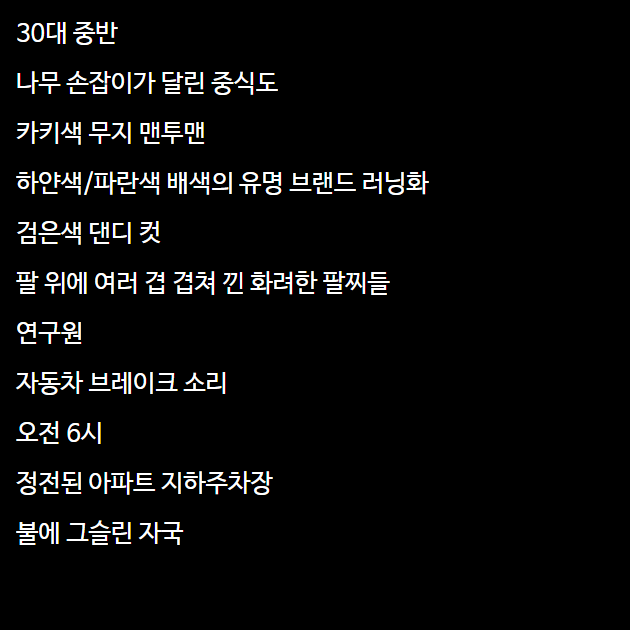 30대 중반
나무 손잡이가 달린 중식도
카키색 무지 맨투맨
하얀색/파란색 배색의 유명 브랜드 러닝화
검은색 댄디 컷
팔 위에 여러 겹 겹쳐 낀 화려한 팔찌들
연구원
자동차 브레이크 소리
오전 6시
정전된 아파트 지하주차장
불에 그슬린 자국